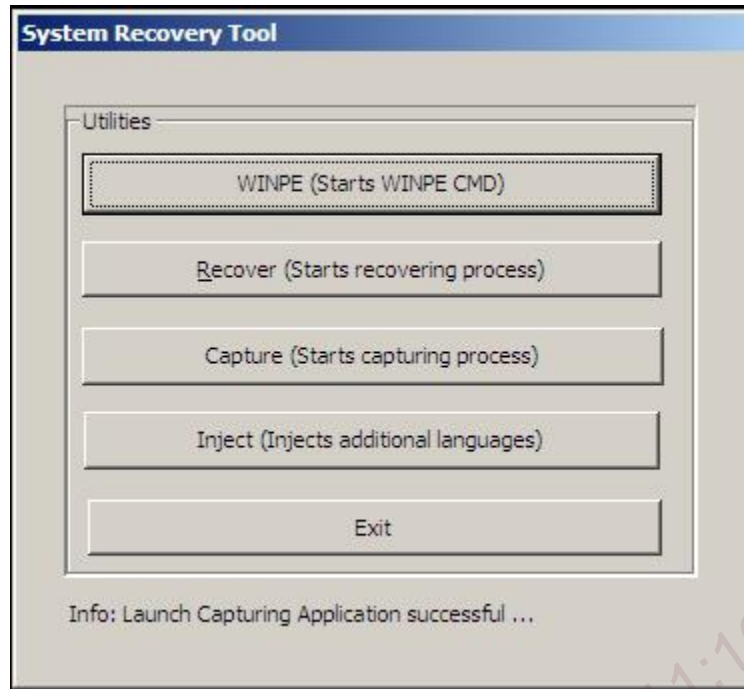 System Recovery Tool
Utilities
WINPE (Starts WINPE CMD)
Recover (Starts recovering process)
Capture (Starts capturing process)
Inject (Injects additional languages)
Exit
Info: Launch Capturing Application successful ...